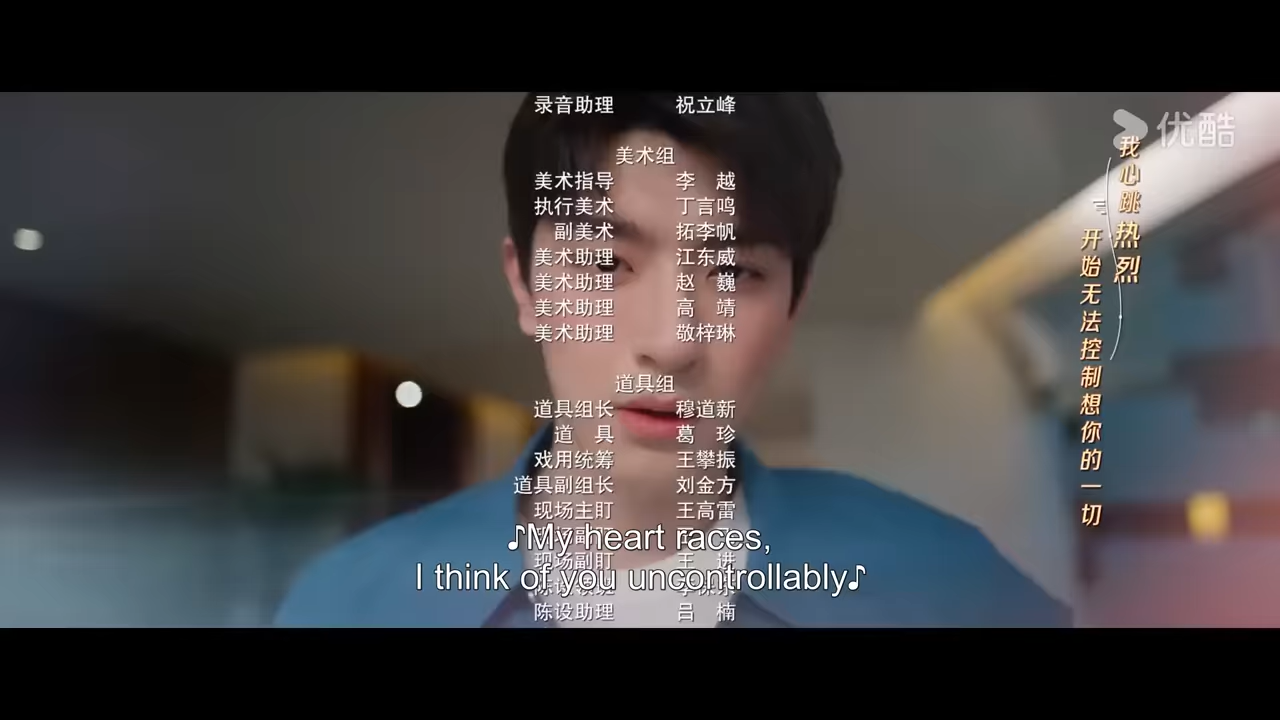 录音助理 祝立峰
美术组
美术指导 李 越
执行美术 丁言鸣
副美术 拓李帆
美术助理 江东威
美术助理 赵 巍
美术助理 高 靖
美术助理 敬梓琳
道具组
道具组长 穆道新
道 具 葛 珍
戏用统筹 王攀振
道具副组长 刘金方
现场主盯 王高雷
♪My heart races,
现场副盯 王 进
I think of you uncontrollably♪
陈设助理 吕 楠
优酷
我心跳热烈
开始无法控制想你的一切